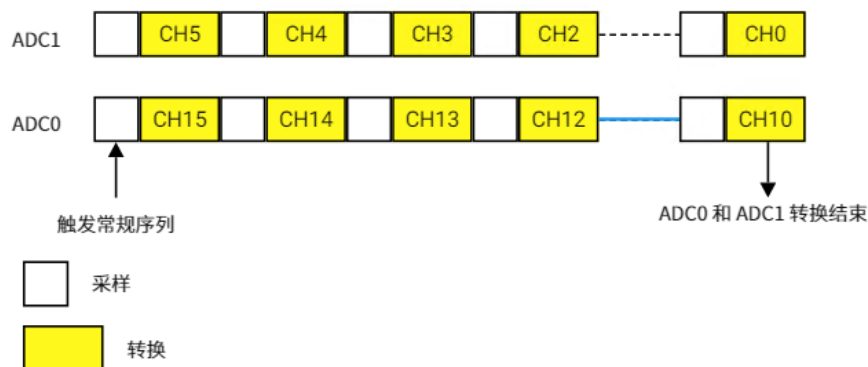 ADC1 CH5 CH4 CH3 CH2 CH0
ADC0 CH15 CH14 CH13 CH12 CH10
触发常规序列
ADC0 和 ADC1 转换结束
采样
转换